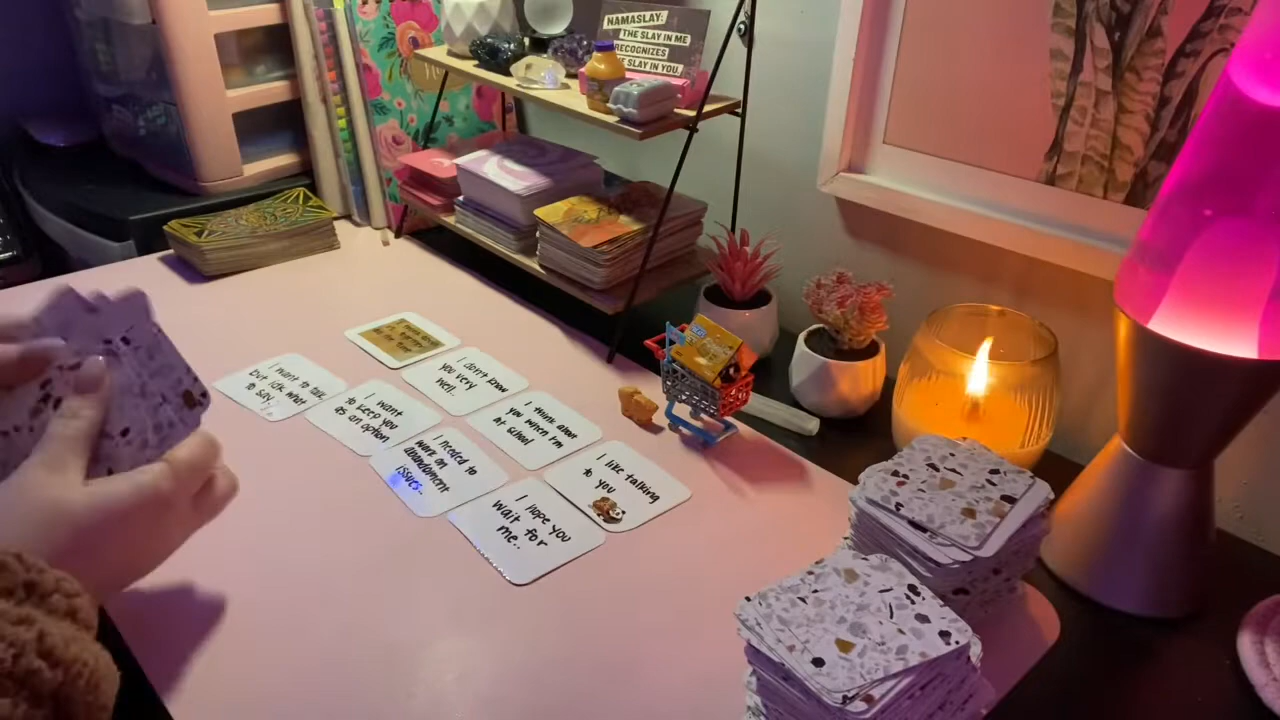 NAMASLAY:
THE SLAY IN ME
RECOGNIZES
THE SLAY IN YOU.
I don't know
you very
well..
I want to talk
but idk what
to say..
I want
to keep you
as an option
I think about
you when I'm
at school
I needed to
work on
abandoment
issues..
I like talking
to you
I hope you
wait for
me..